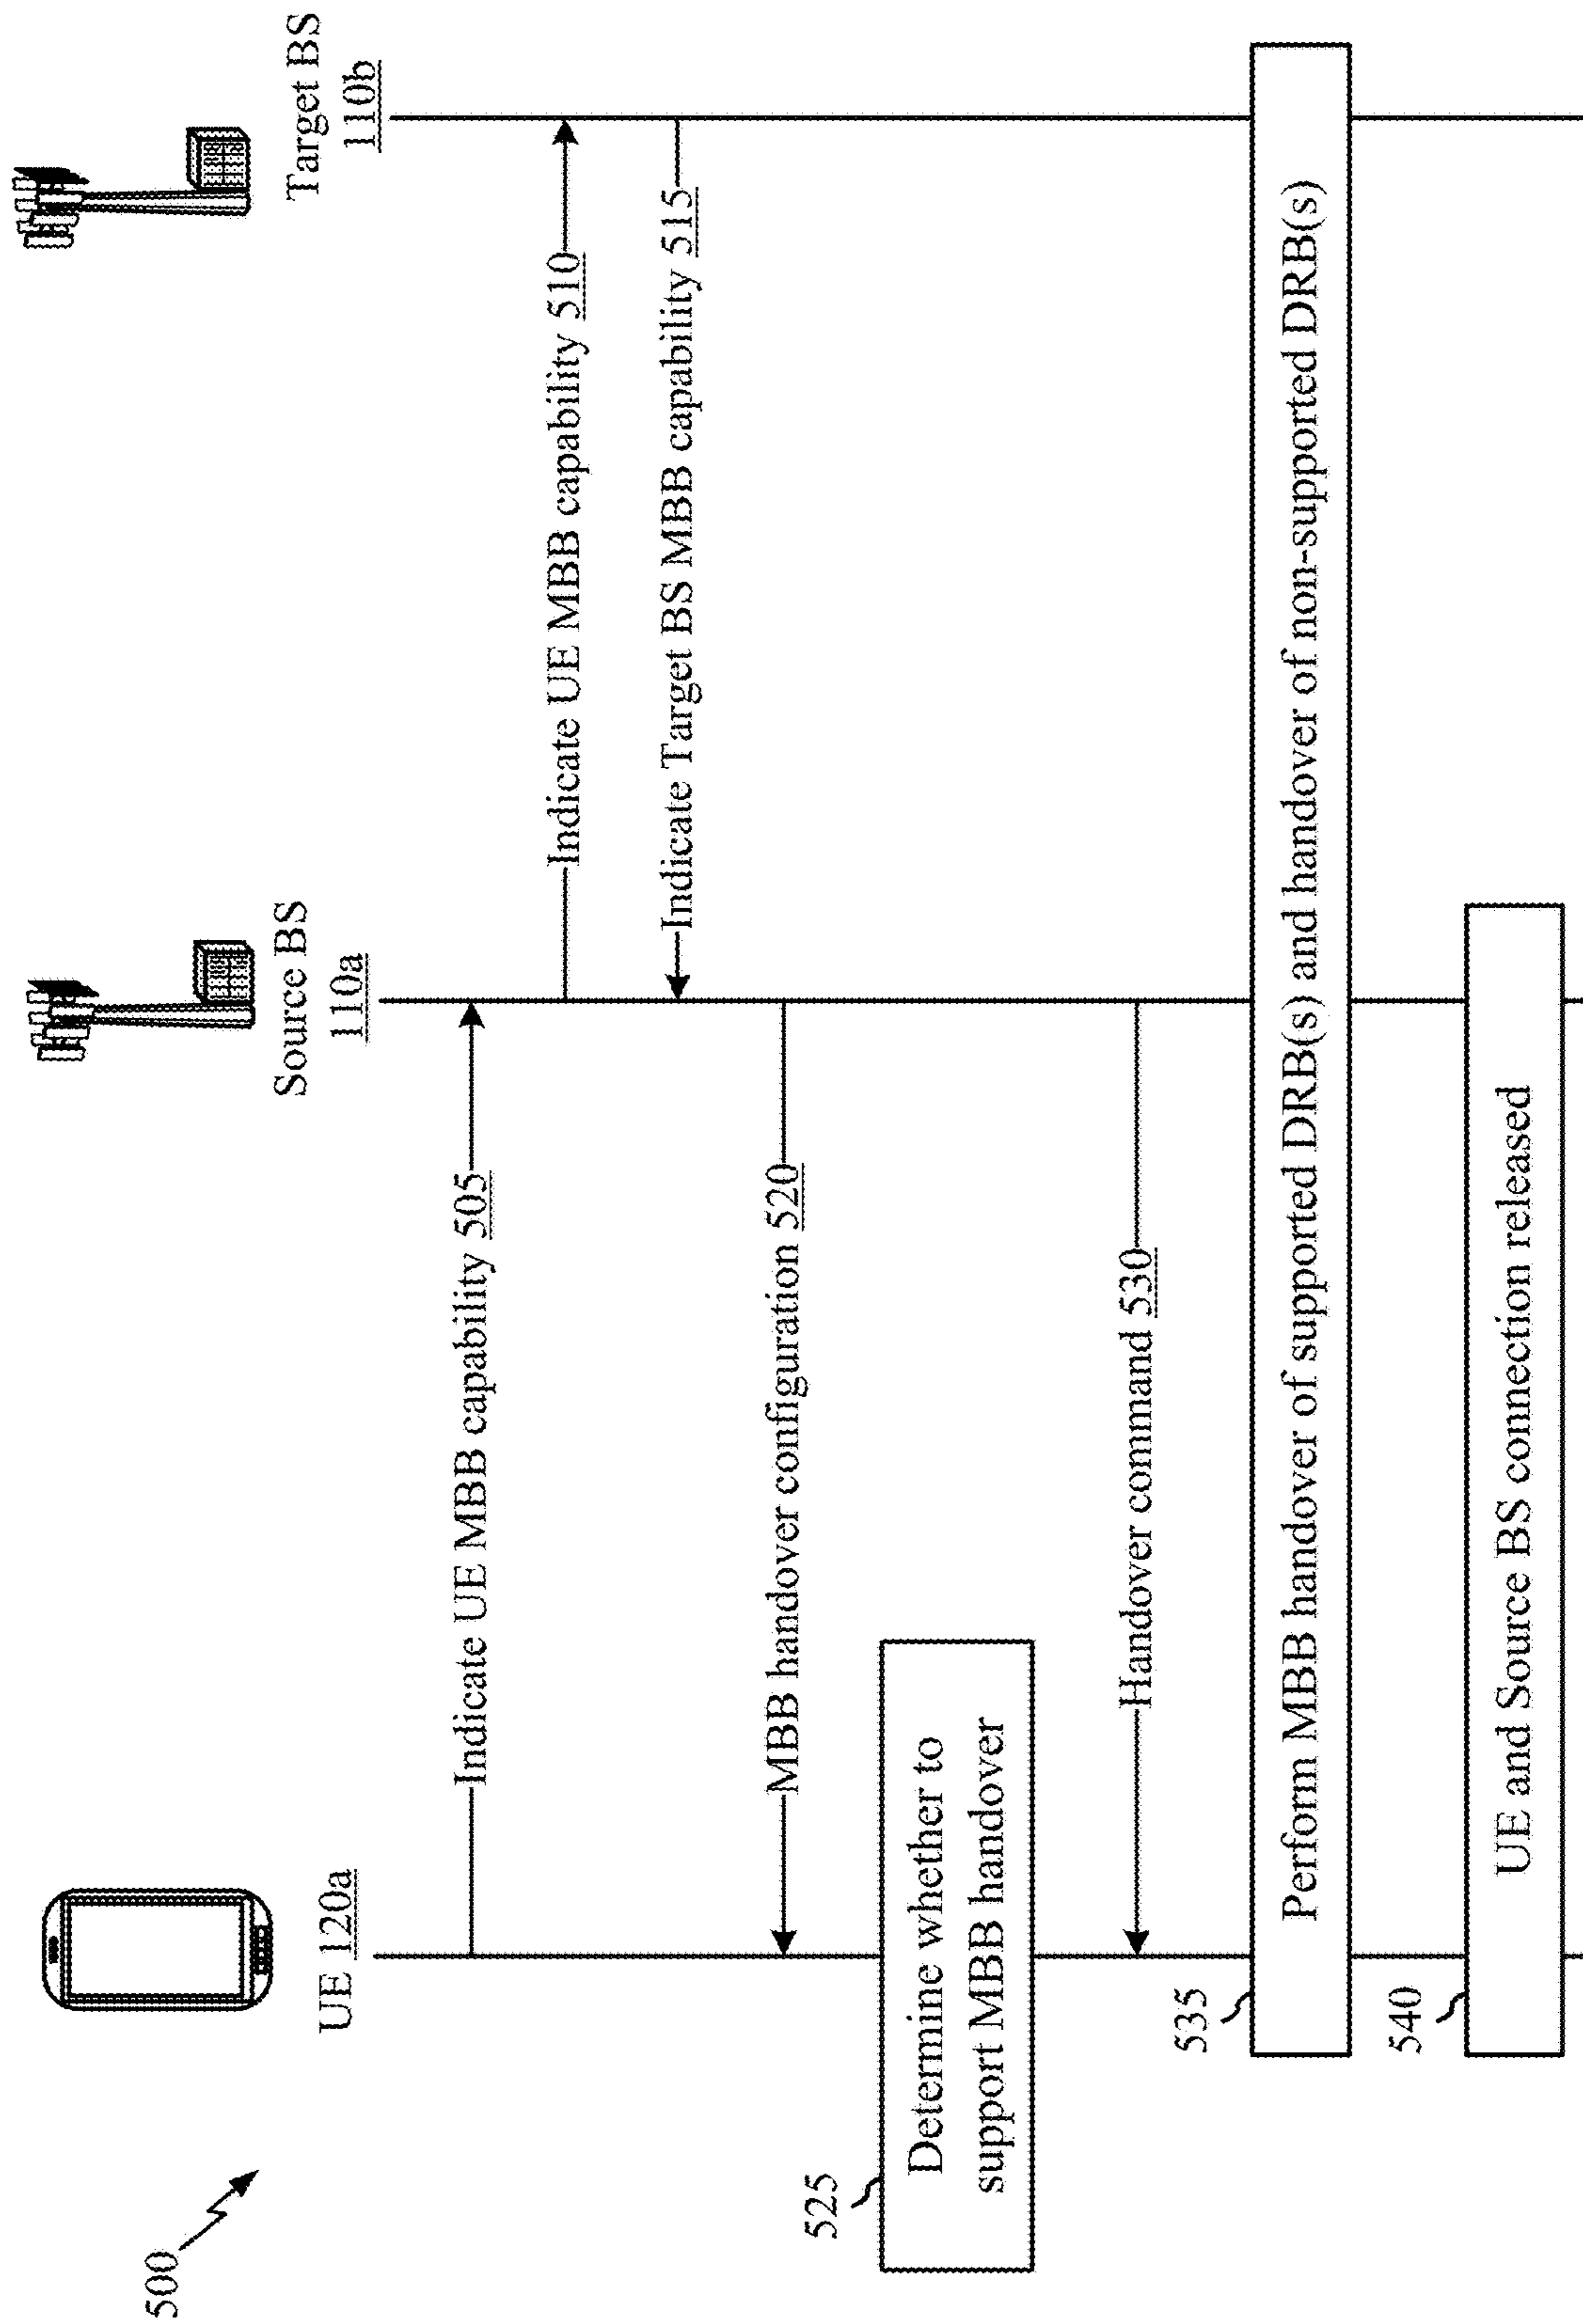 500
UE 120a
Source BS
110a
Target BS
110b
Indicate UE MBB capability 505
Indicate UE MBB capability 510
Indicate Target BS MBB capability 515
MBB handover configuration 520
525
Determine whether to
support MBB handover
Handover command 530
535
Perform MBB handover of supported DRB(s) and handover of non-supported DRB(s)
540
UE and Source BS connection released